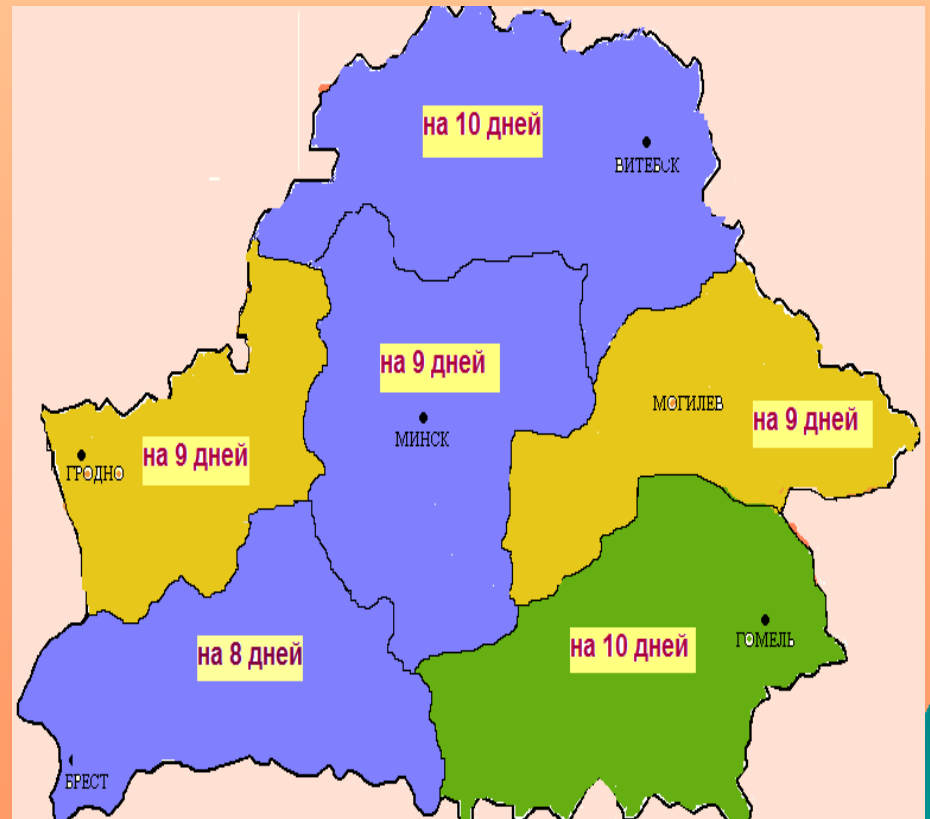 на 10 дней
ВИТЕБСК
на 9 дней
МОГИЛЕВ
на 9 дней
МИНСК
на 9 дней
ГРОДНО
на 10 дней
ГОМЕЛЬ
на 8 дней
БРЕСТ